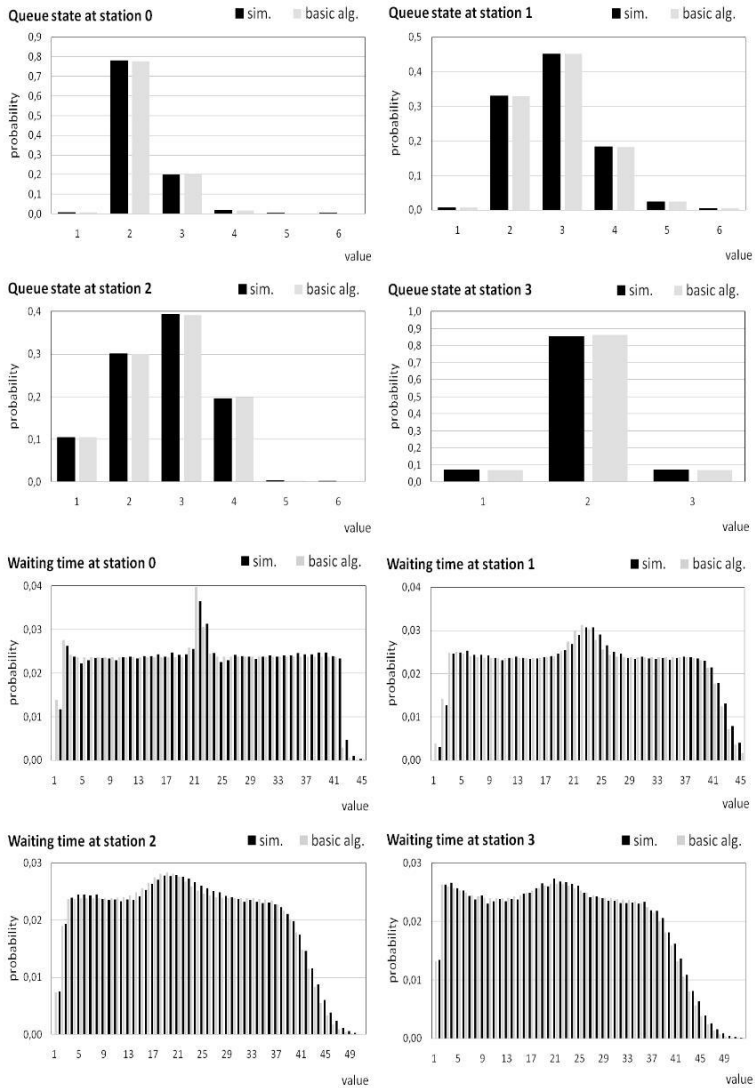 Queue state at station 0 sim. basic alg.
probability
0,9
0,8
0,7
0,6
0,5
0,4
0,3
0,2
0,1
0,0
1 2 3 4 5 6
value
Queue state at station 1 sim. basic alg.
probability
0,5
0,4
0,3
0,2
0,1
0,0
1 2 3 4 5 6
value
Queue state at station 2 sim. basic alg.
probability
0,4
0,3
0,2
0,1
0,0
1 2 3 4 5 6
value
Queue state at station 3 sim. basic alg.
probability
1,0
0,9
0,8
0,7
0,6
0,5
0,4
0,3
0,2
0,1
0,0
1 2 3
value
Waiting time at station 0 sim. basic alg.
probability
0,04
0,03
0,02
0,01
0,00
1 5 9 13 17 21 25 29 33 37 41 45
value
Waiting time at station 1 sim. basic alg.
probability
0,04
0,03
0,02
0,01
0,00
1 5 9 13 17 21 25 29 33 37 41 45
value
Waiting time at station 2 sim. basic alg.
probability
0,03
0,02
0,01
0,00
1 5 9 13 17 21 25 29 33 37 41 45 49
value
Waiting time at station 3 sim. basic alg.
probability
0,03
0,02
0,01
0,00
1 5 9 13 17 21 25 29 33 37 41 45 49
value